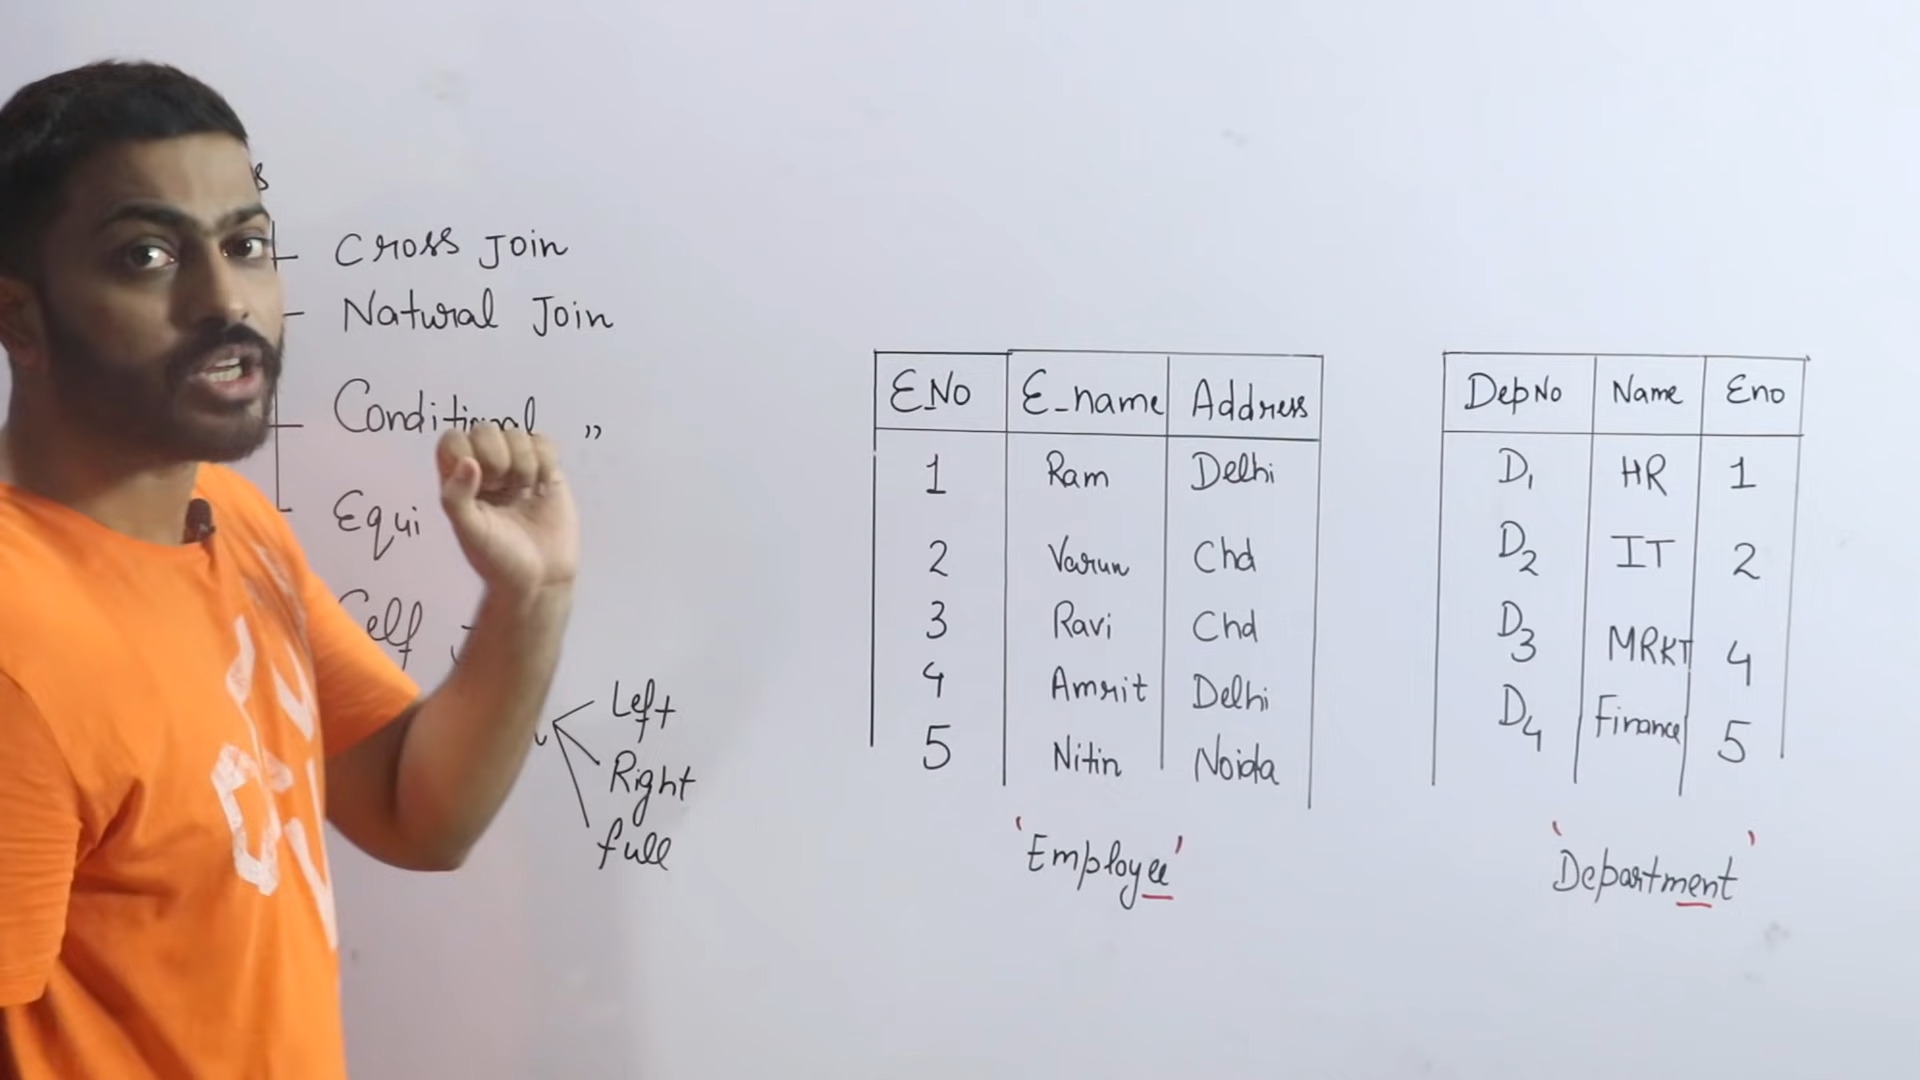 Cross Join
Natural Join
Conditional "
Equi
Self
Left
Right
full
E_No E_name Address
1 Ram Delhi
2 Varun Chd
3 Ravi Chd
4 Amrit Delhi
5 Nitin Noida
'Employee'
DepNo Name Eno
D1 HR 1
D2 IT 2
D3 MRKT 4
D4 Finance 5
'Department'